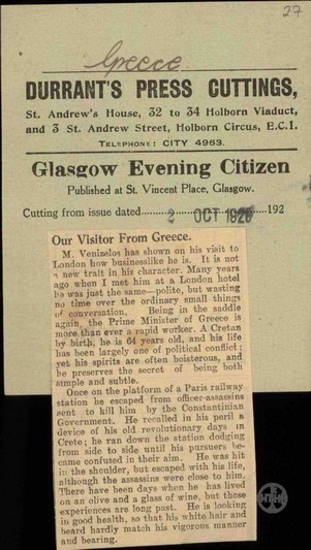 27
Greece
DURRANT'S PRESS CUTTINGS,
St. Andrew's House, 32 to 34 Holborn Viaduct,
and 3 St. Andrew Street, Holborn Circus, E.C.1.
TELEPHONE: CITY 4963.
Glasgow Evening Citizen
Published at St. Vincent Place, Glasgow.
Cutting from issue dated 2 OCT 1928 192
Our Visitor From Greece.
M. Venizelos has shown on his visit to
London how businesslike he is. It is not
a new trait in his character. Many years
ago when I met him at a London hotel
he was just the same—polite, but wasting
no time over the ordinary small things
of conversation. Being in the saddle
again, the Prime Minister of Greece is
more than ever a rapid worker. A Cretan
by birth, he is 64 years old, and his life
has been largely one of political conflict;
yet his spirits are often boisterous, and
he preserves the secret of being both
simple and subtle.
Once on the platform of a Paris railway
station he escaped from officer-assassins
sent to kill him by the Constantinian
Government. He recalled in his peril a
device of his old revolutionary days in
Crete; he ran down the station dodging
from side to side until his pursuers be-
came confused in their aim. He was hit
in the shoulder, but escaped with his life,
although the assassins were close to him.
There have been days when he has lived
on an olive and a glass of wine, but those
experiences are long past. He is looking
in good health, so that his white hair and
beard hardly match his vigorous manner
and bearing.